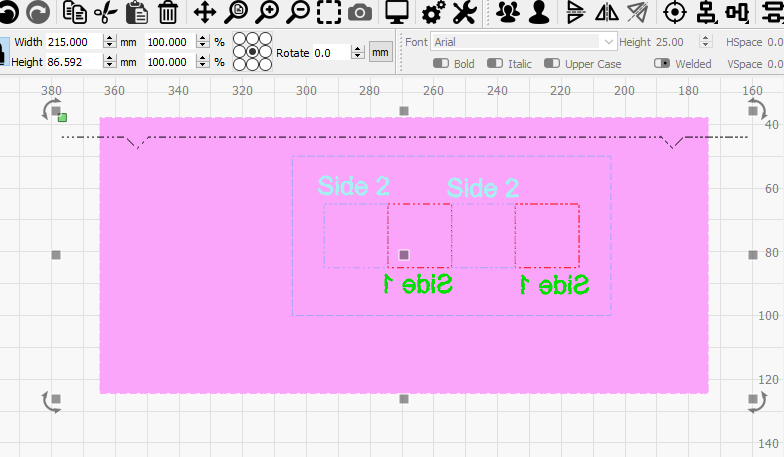 Width 215.000 mm 100.000 % Rotate 0.0 mm Font Arial Height 25.00 HSpace 0.0
Height 86.592 mm 100.000 % Bold Italic Upper Case Welded VSpace 0.0
380 360 340 320 300 280 260 240 220 200 180 160
40
60
Side 2 Side 2
80
Side 1 Side 1
100
120
140